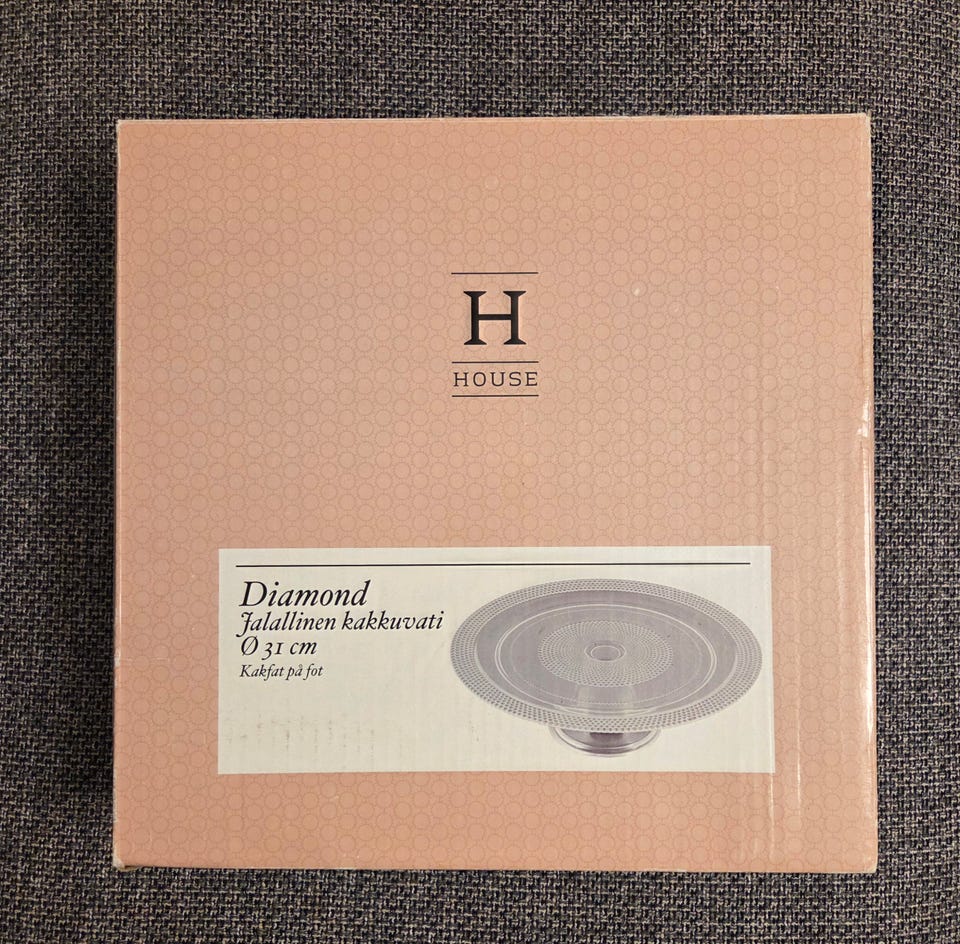 H
HOUSE
Diamond
Jalallinen kakkuvati
Ø 31 cm
Kakfat på fot